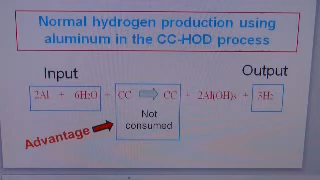 Normal hydrogen production using
aluminum in the CC-HOD process
Input
Output
2Al + 6H2O + CC ⇨ CC + 2Al(OH)3 + 3H2
Not
consumed
Advantage